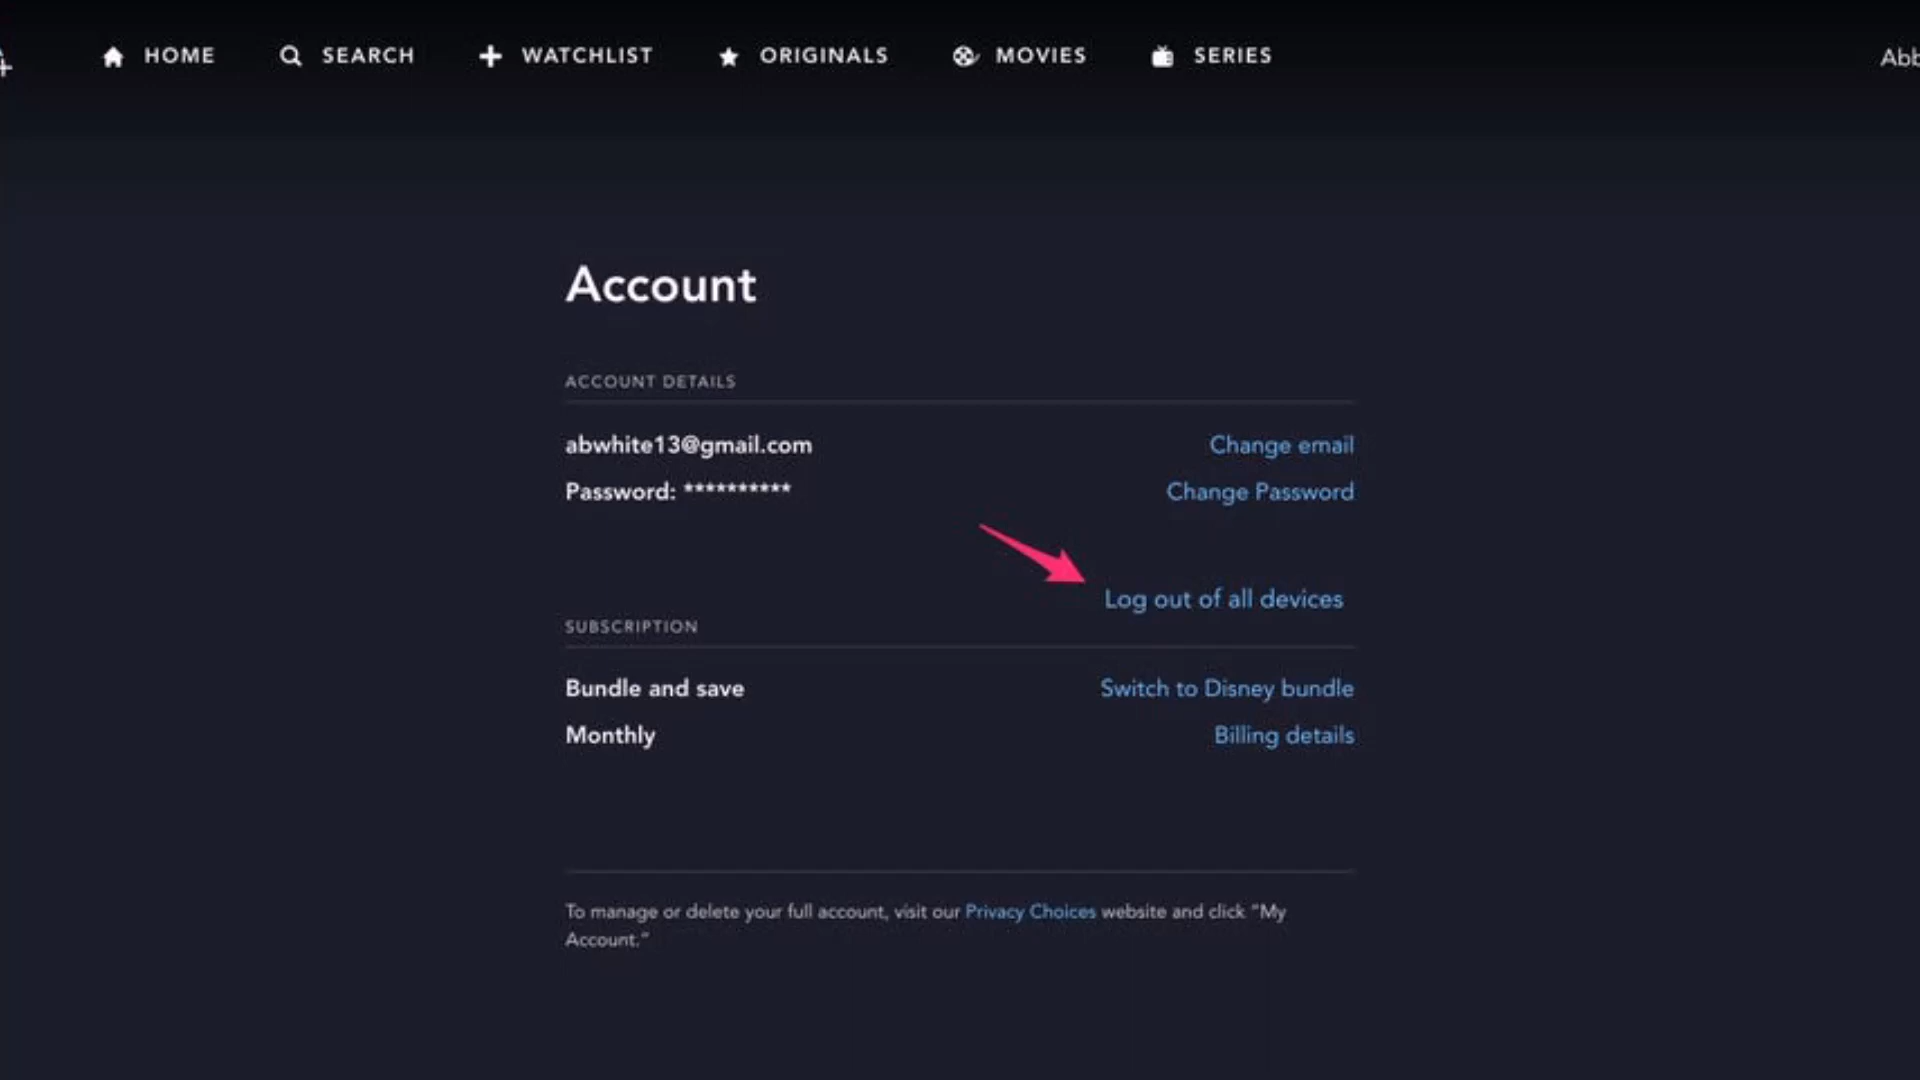 HOME SEARCH WATCHLIST ORIGINALS MOVIES SERIES
Account
ACCOUNT DETAILS
abwhite13@gmail.com Change email
Password: ********** Change Password
Log out of all devices
SUBSCRIPTION
Bundle and save Switch to Disney bundle
Monthly Billing details
To manage or delete your full account, visit our Privacy Choices website and click “My
Account.”